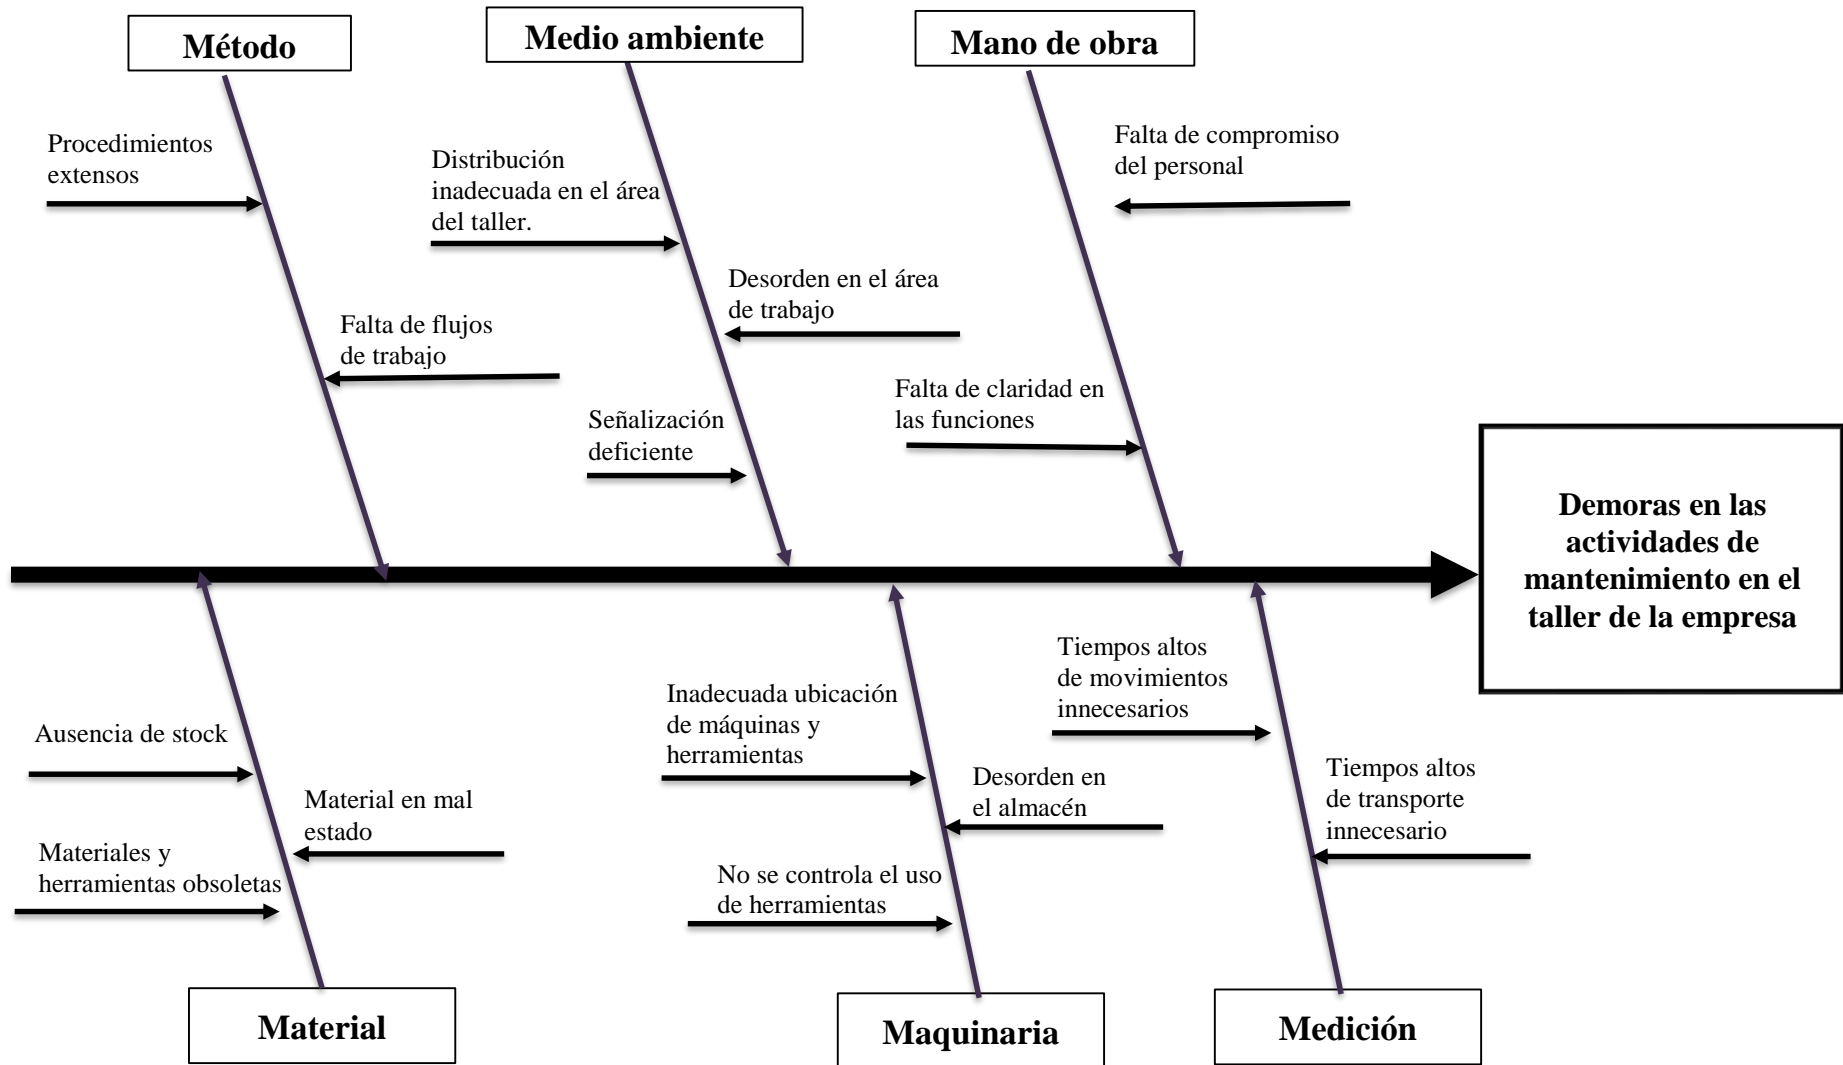 Método
Medio ambiente
Mano de obra
Procedimientos
extensos
Falta de flujos
de trabajo
Distribución
inadecuada en el área
del taller.
Desorden en el área
de trabajo
Señalización
deficiente
Falta de compromiso
del personal
Falta de claridad en
las funciones
Demoras en las
actividades de
mantenimiento en el
taller de la empresa
Ausencia de stock
Material en mal
estado
Materiales y
herramientas obsoletas
Inadecuada ubicación
de máquinas y
herramientas
Desorden en
el almacén
No se controla el uso
de herramientas
Tiempos altos
de movimientos
innecesarios
Tiempos altos
de transporte
innecesario
Material
Maquinaria
Medición